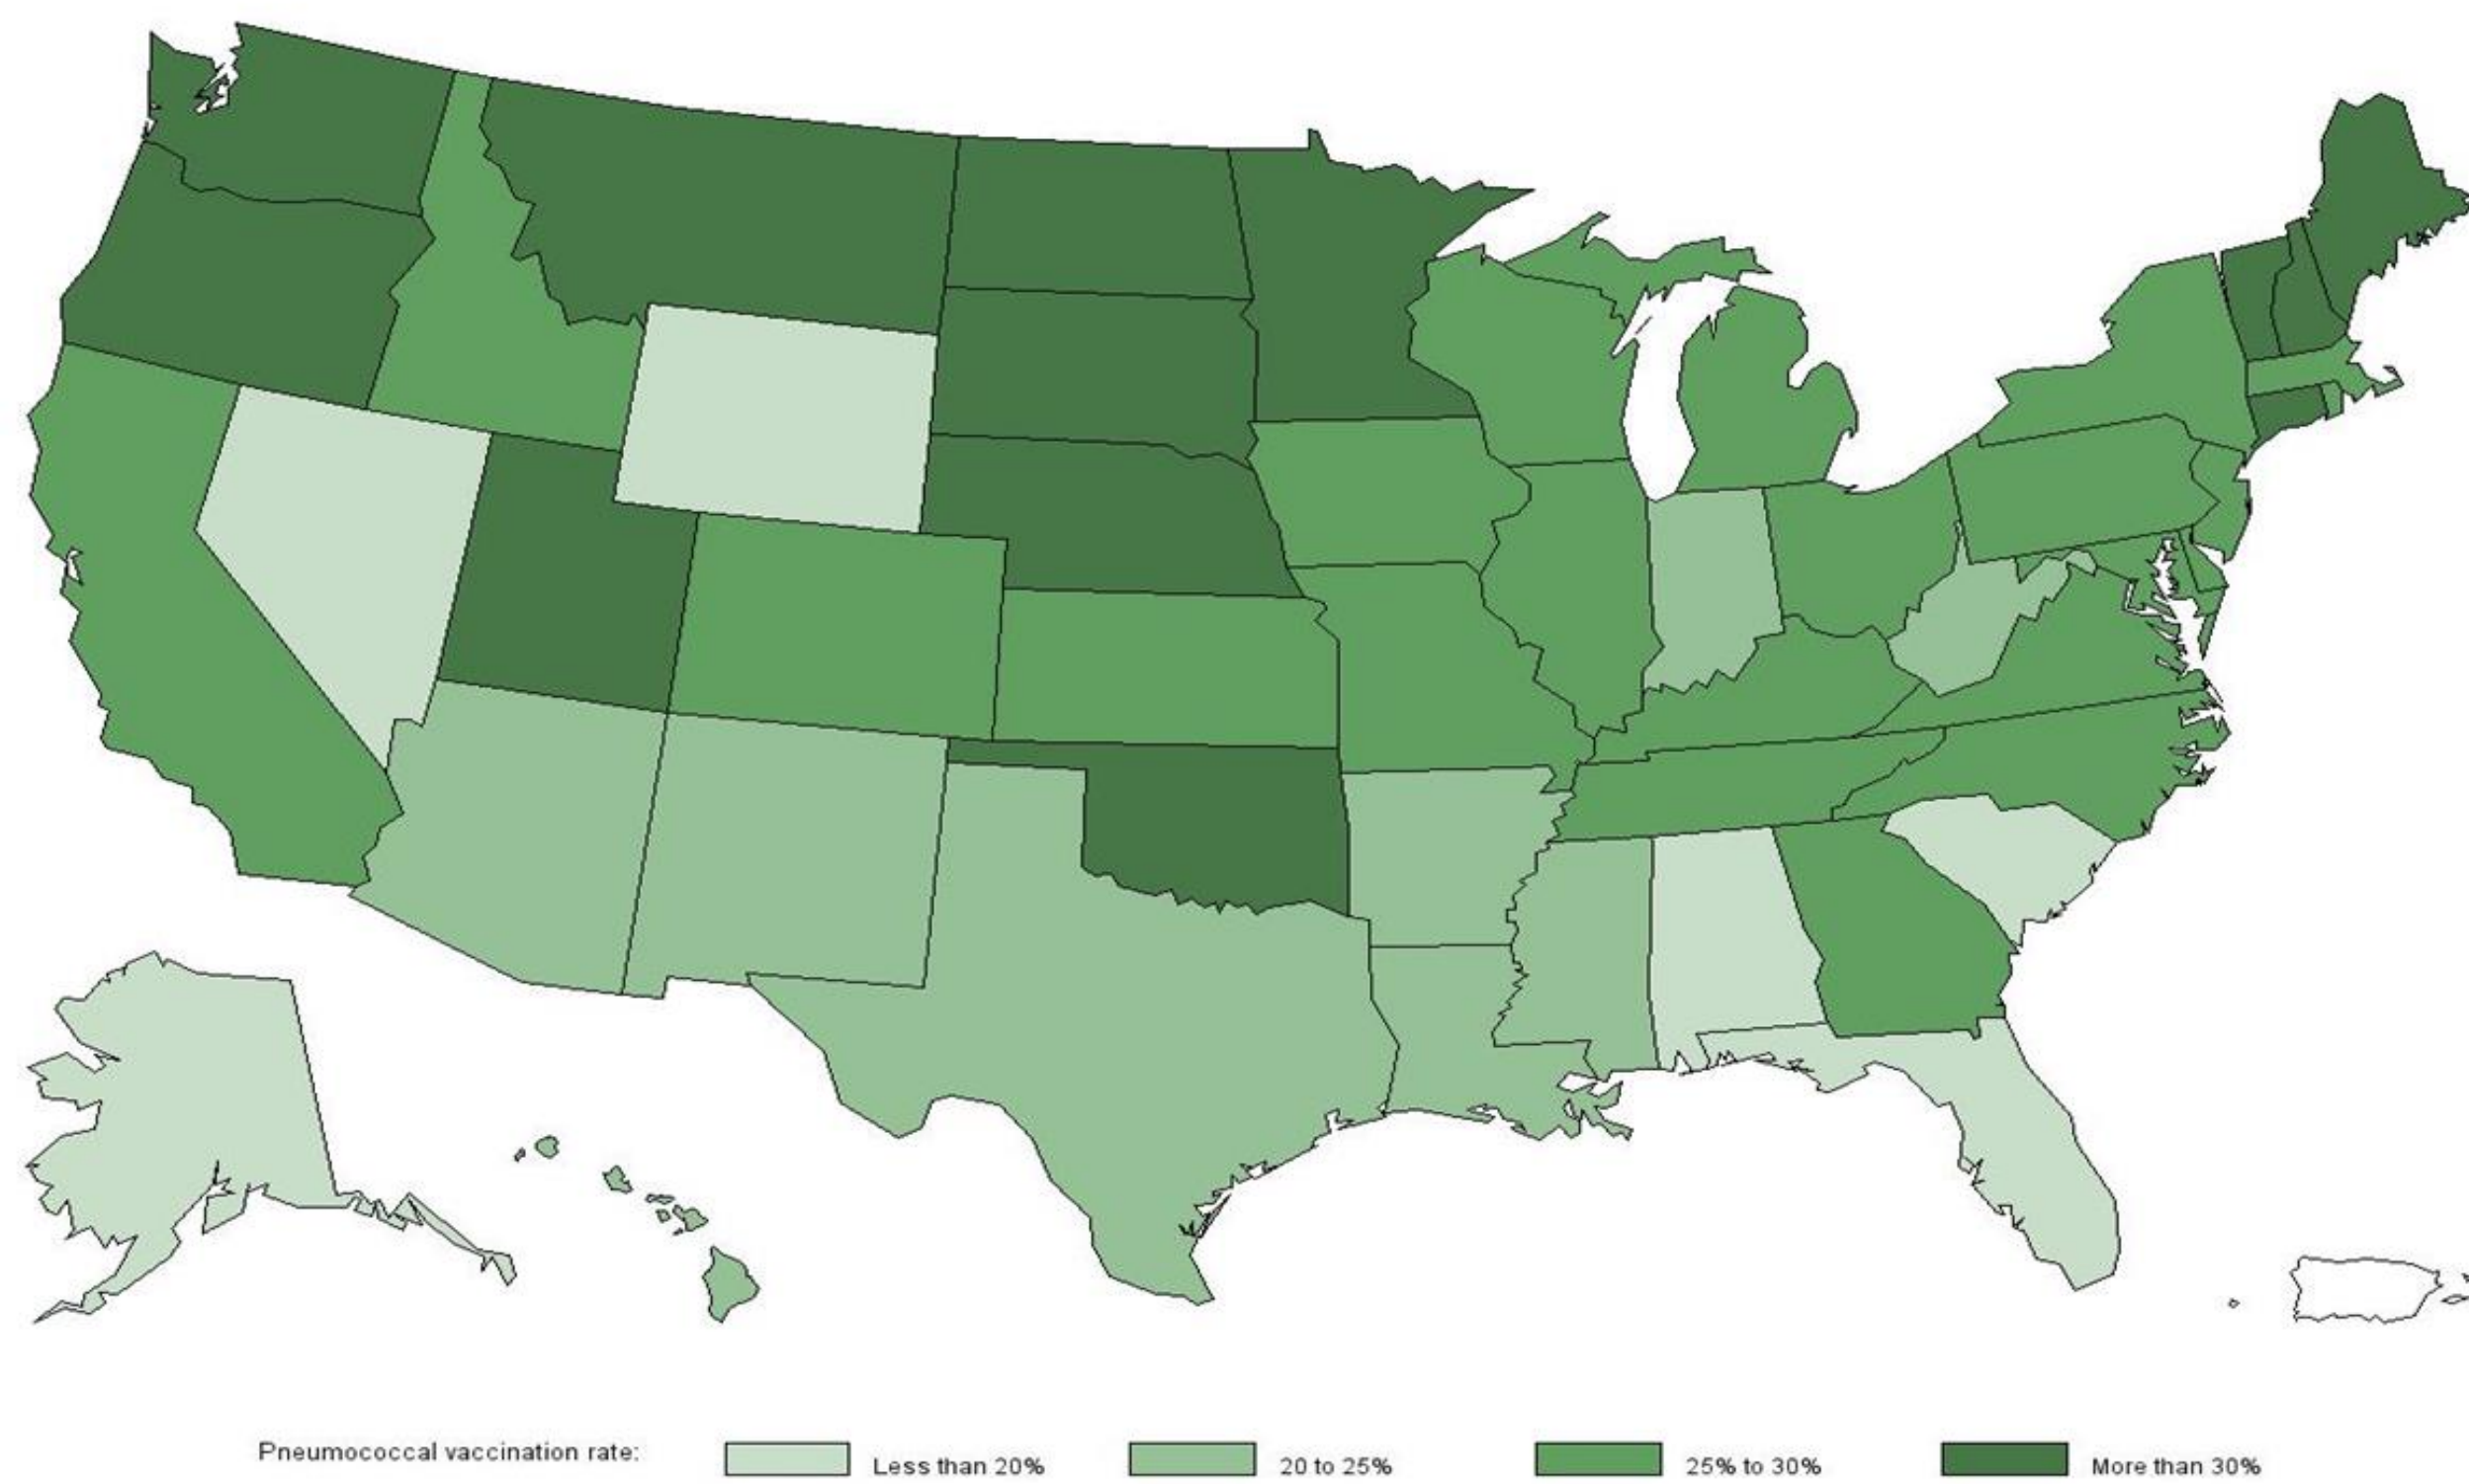 Pneumococcal vaccination rate: Less than 20% 20 to 25% 25% to 30% More than 30%